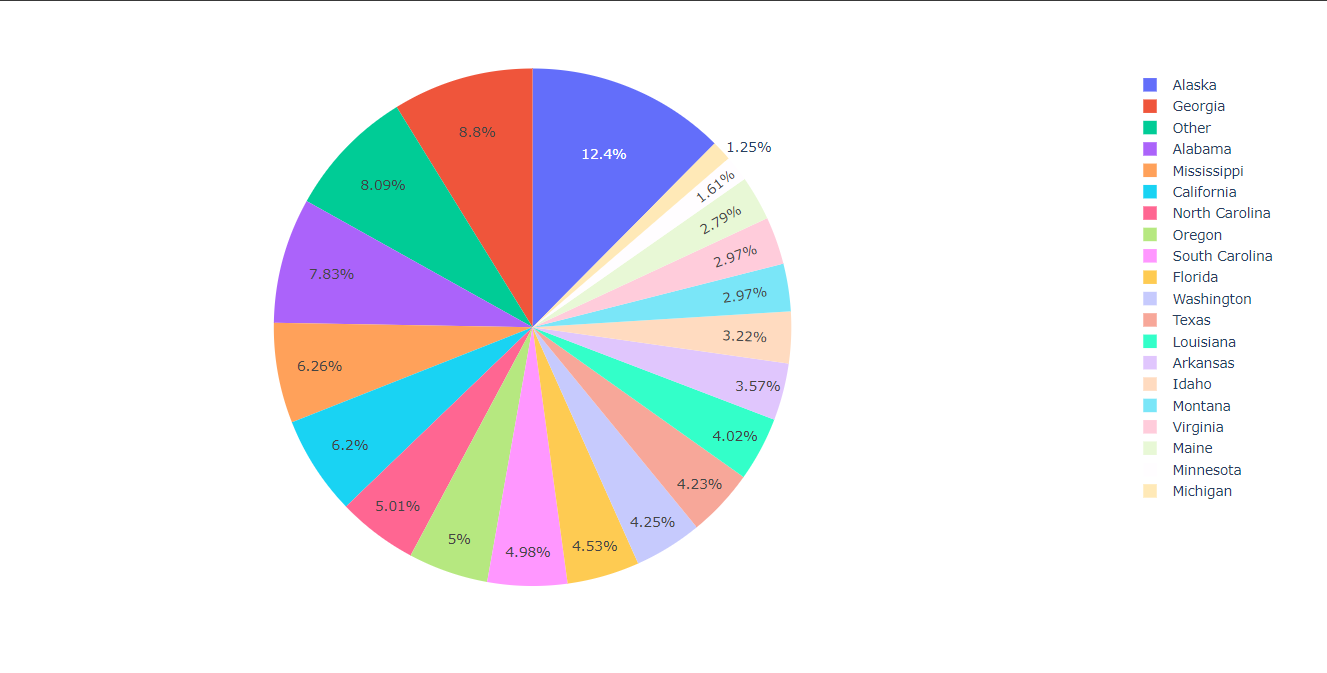 12.4%
1.25%
1.61%
2.79%
2.97%
2.97%
3.22%
3.57%
4.02%
4.23%
4.25%
4.53%
4.98%
5%
5.01%
6.2%
6.26%
7.83%
8.09%
8.8%
Alaska
Georgia
Other
Alabama
Mississippi
California
North Carolina
Oregon
South Carolina
Florida
Washington
Texas
Louisiana
Arkansas
Idaho
Montana
Virginia
Maine
Minnesota
Michigan